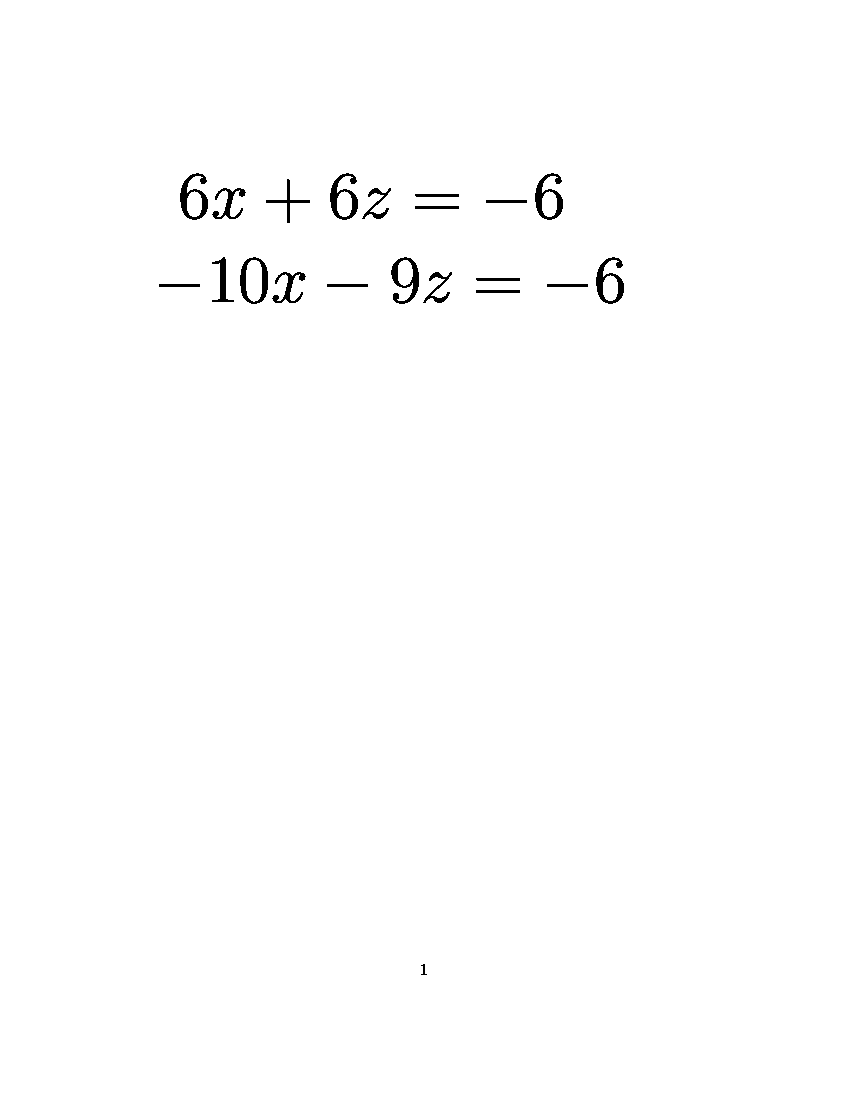 6x + 6z = −6
−10x − 9z = −6
1